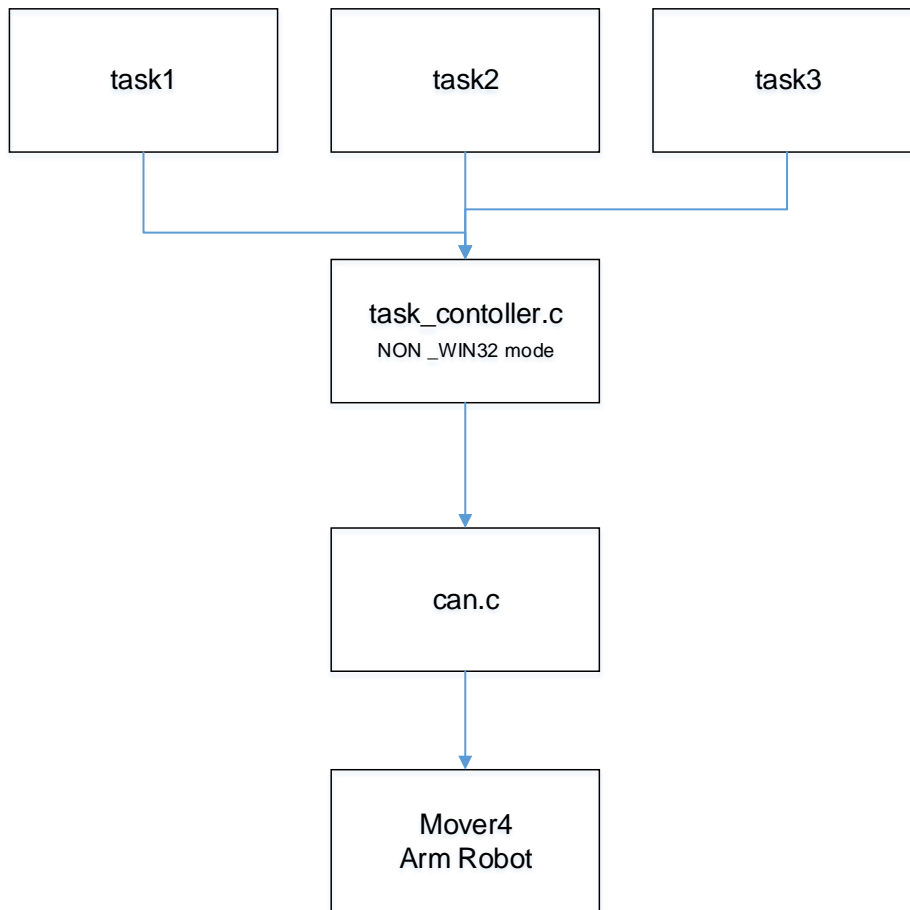 task1
task2
task3
task_contoller.c
NON _WIN32 mode
can.c
Mover4
Arm Robot